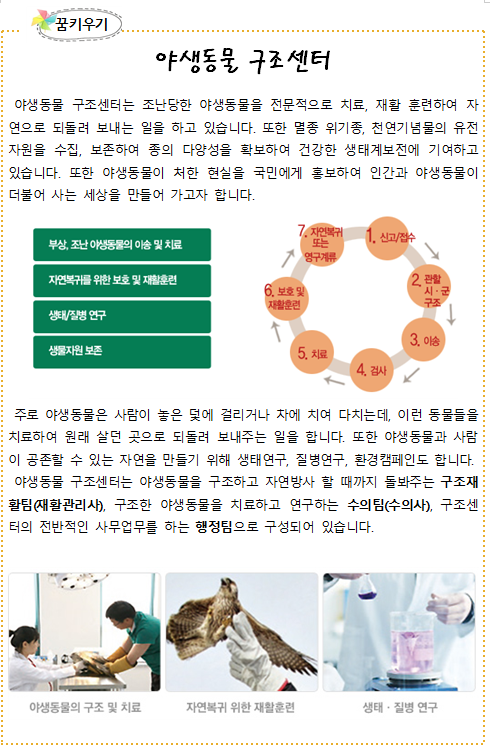 꿈키우기
야생동물 구조센터
야생동물 구조센터는 조난당한 야생동물을 전문적으로 치료, 재활 훈련하여 자
연으로 되돌려 보내는 일을 하고 있습니다. 또한 멸종 위기종, 천연기념물의 유전
자원을 수집, 보존하여 종의 다양성을 확보하여 건강한 생태계보전에 기여하고
있습니다. 또한 야생동물이 처한 현실을 국민에게 홍보하여 인간과 야생동물이
더불어 사는 세상을 만들어 가고자 합니다.
부상, 조난 야생동물의 이송 및 치료
자연복귀를 위한 보호 및 재활훈련
생태/질병 연구
생물자원 보존
1. 신고/접수
2. 관할
시·군
구조
3. 이송
4. 검사
5. 치료
6. 보호 및
재활훈련
7. 자연복귀
또는
영구계류
주로 야생동물은 사람이 놓은 덫에 걸리거나 차에 치여 다치는데, 이런 동물들을
치료하여 원래 살던 곳으로 되돌려 보내주는 일을 합니다. 또한 야생동물과 사람
이 공존할 수 있는 자연을 만들기 위해 생태연구, 질병연구, 환경캠페인도 합니다.
야생동물 구조센터는 야생동물을 구조하고 자연방사 할 때까지 돌봐주는 구조재
활팀(재활관리사), 구조한 야생동물을 치료하고 연구하는 수의팀(수의사), 구조센
터의 전반적인 사무업무를 하는 행정팀으로 구성되어 있습니다.
야생동물의 구조 및 치료
자연복귀 위한 재활훈련
생태 · 질병 연구